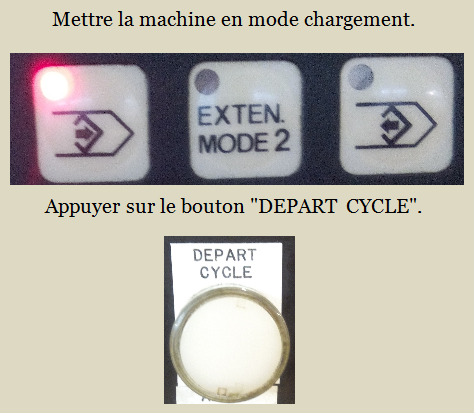 Mettre la machine en mode chargement.
EXTEN.
MODE 2
Appuyer sur le bouton "DEPART CYCLE".
DEPART
CYCLE